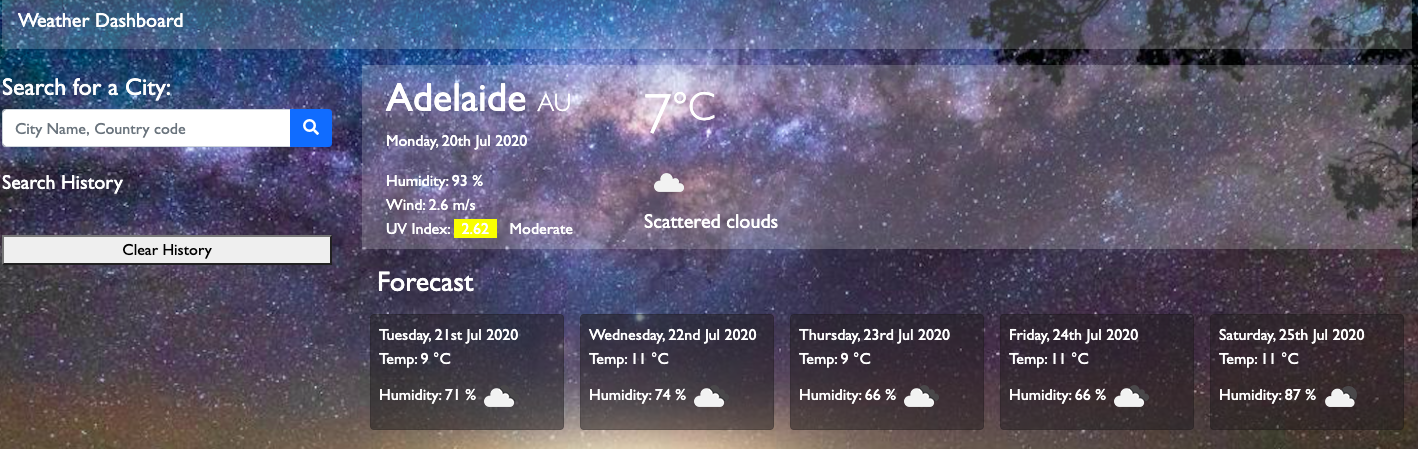 Weather Dashboard
Search for a City:
City Name, Country code
Search History
Clear History
Adelaide AU
Monday, 20th Jul 2020
Humidity: 93 %
Wind: 2.6 m/s
UV Index: 2.62 Moderate
7°C
Scattered clouds
Forecast
Tuesday, 21st Jul 2020
Temp: 9 °C
Humidity: 71 %
Wednesday, 22nd Jul 2020
Temp: 11 °C
Humidity: 74 %
Thursday, 23rd Jul 2020
Temp: 9 °C
Humidity: 66 %
Friday, 24th Jul 2020
Temp: 11 °C
Humidity: 66 %
Saturday, 25th Jul 2020
Temp: 11 °C
Humidity: 87 %